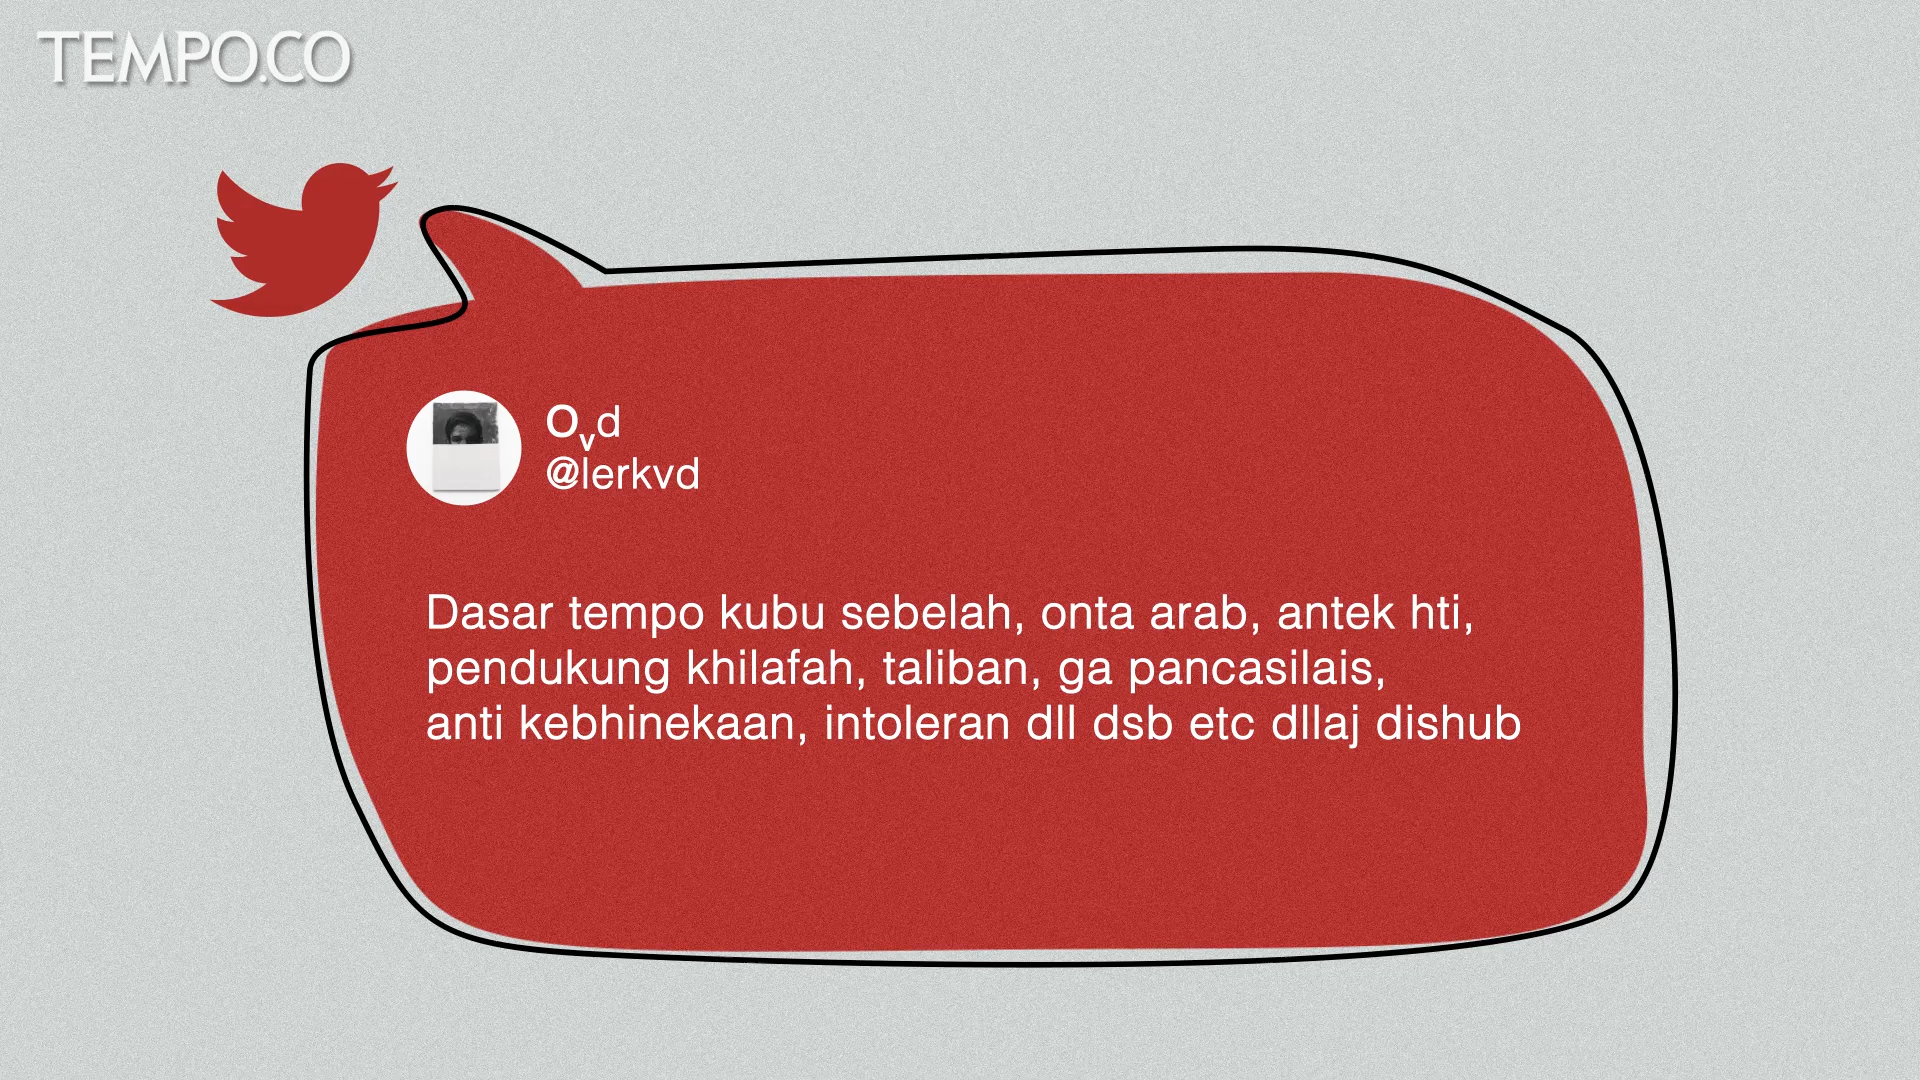 TEMPO.CO
Ovd
@lerkvd
Dasar tempo kubu sebelah, onta arab, antek hti,
pendukung khilafah, taliban, ga pancasilais,
anti kebhinekaan, intoleran dll dsb etc dllaj dishub